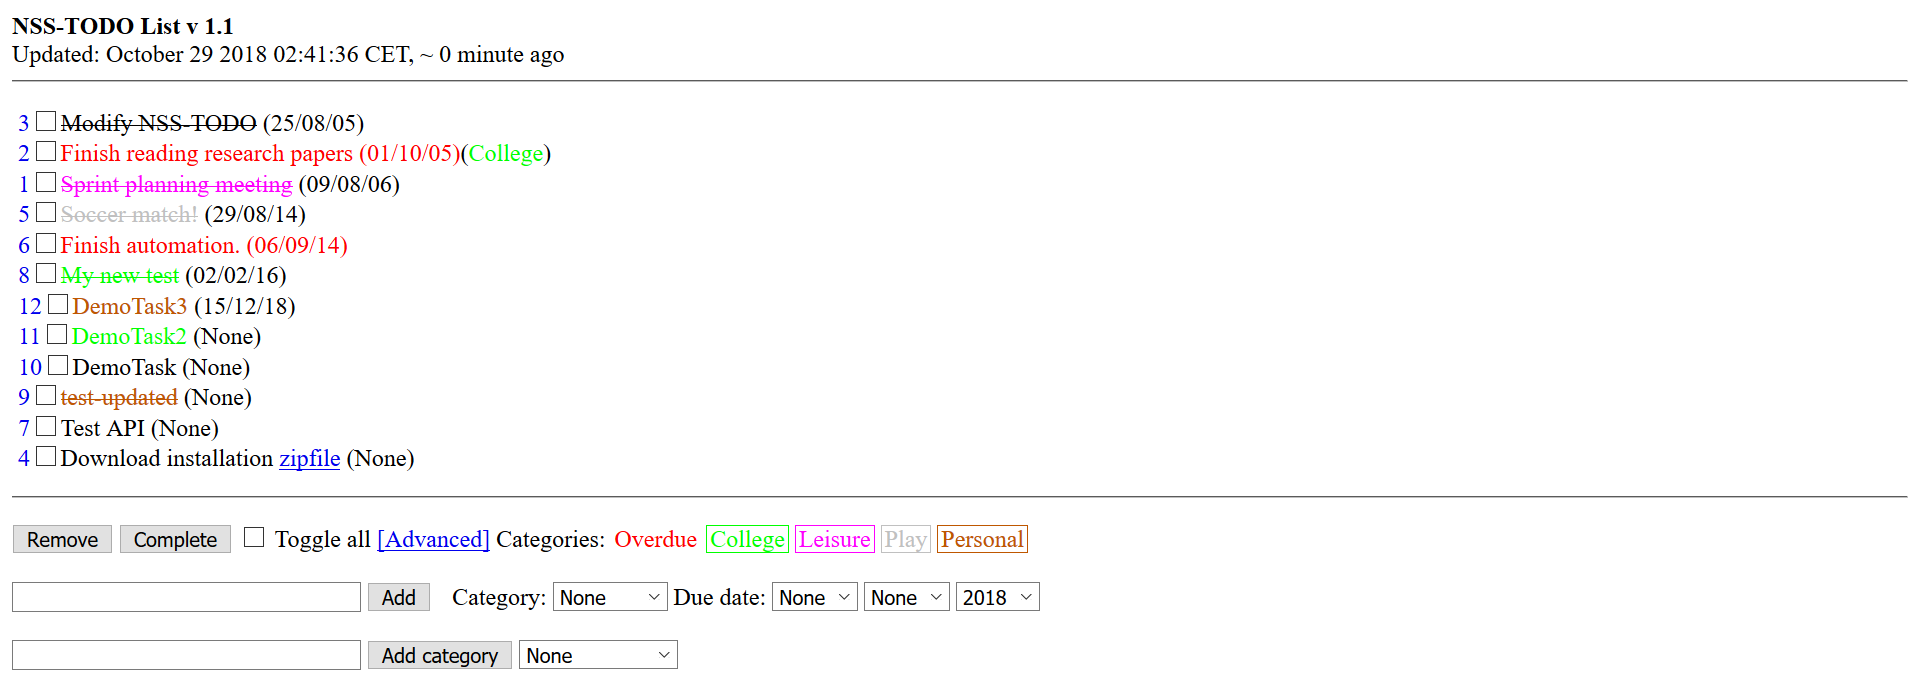 NSS-TODO List v 1.1
Updated: October 29 2018 02:41:36 CET, ~ 0 minute ago
3 Modify NSS-TODO (25/08/05)
2 Finish reading research papers (01/10/05)(College)
1 Sprint planning meeting (09/08/06)
5 Soccer match! (29/08/14)
6 Finish automation. (06/09/14)
8 My new test (02/02/16)
12 DemoTask3 (15/12/18)
11 DemoTask2 (None)
10 DemoTask (None)
9 test-updated (None)
7 Test API (None)
4 Download installation zipfile (None)
Remove Complete Toggle all [Advanced] Categories: Overdue College Leisure Play Personal
Add Category: None Due date: None None 2018
Add category None